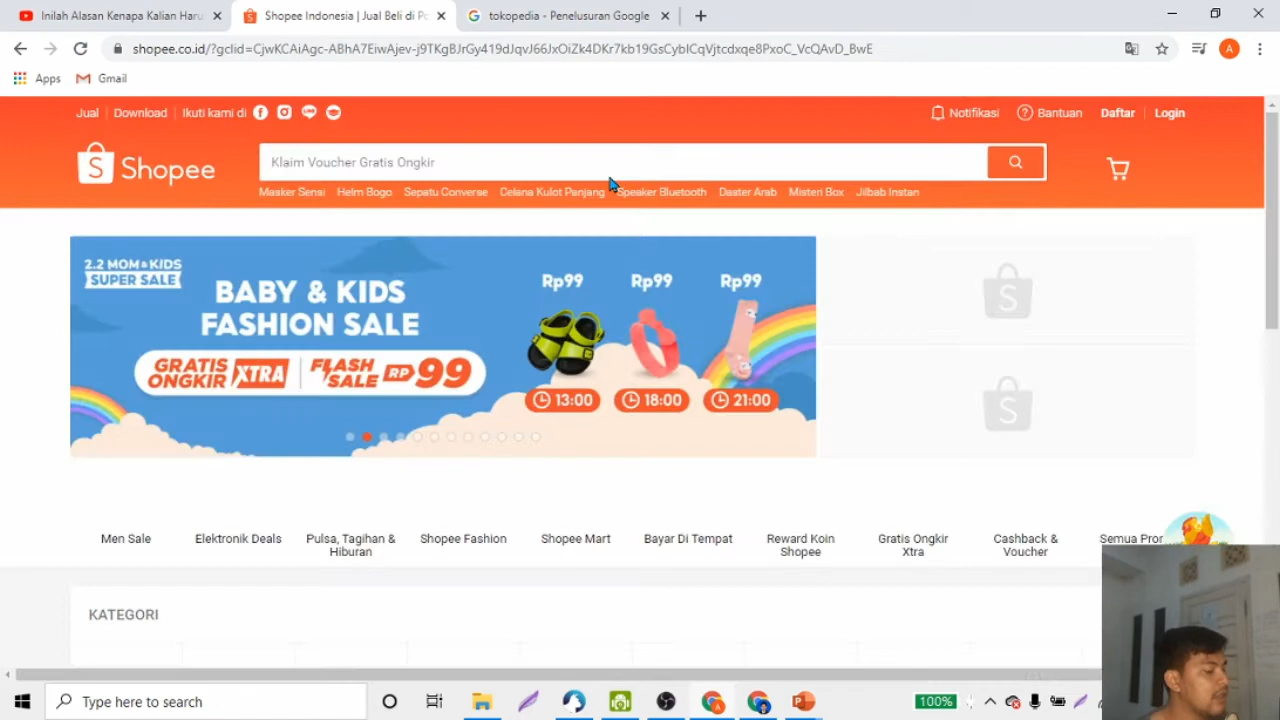 Inilah Alasan Kenapa Kalian Haru
Shopee Indonesia | Jual Beli di Po
tokopedia - Penelusuran Google
shopee.co.id/?gclid=CjwKCAiAgc-ABhA7EiwAjev-j9TKgBJrGy419dJqvJ66JxOiZk4DKr7kb19GsCyblCqVjtcdxqe8PxoC_VcQAvD_BwE
A
Apps
Gmail
Jual
Download
Ikuti kami di
Notifikasi
Bantuan
Daftar
Login
Shopee
Klaim Voucher Gratis Ongkir
Masker Sensi Helm Bogo Sepatu Converse Celana Kulot Panjang Speaker Bluetooth Daster Arab Misteri Box Jilbab Instan
2.2 MOM & KIDS
SUPER SALE
BABY & KIDS
FASHION SALE
GRATIS ONGKIR XTRA
FLASH SALE RP 99
Rp99 Rp99 Rp99
13:00 18:00 21:00
Men Sale
Elektronik Deals
Pulsa, Tagihan &
Hiburan
Shopee Fashion
Shopee Mart
Bayar Di Tempat
Reward Koin
Shopee
Gratis Ongkir
Xtra
Cashback &
Voucher
Semua Pror
KATEGORI
Type here to search
100%